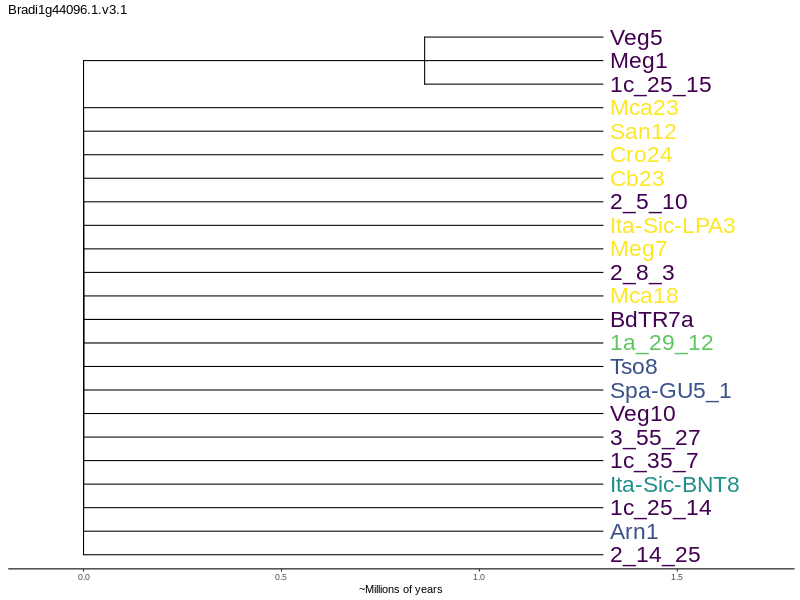 Bradi1g44096.1.v3.1
Veg5
Meg1
1c_25_15
Mca23
San12
Cro24
Cb23
2_5_10
Ita-Sic-LPA3
Meg7
2_8_3
Mca18
BdTR7a
1a_29_12
Tso8
Spa-GU5_1
Veg10
3_55_27
1c_35_7
Ita-Sic-BNT8
1c_25_14
Arn1
2_14_25
0.0 0.5 1.0 1.5
~Millions of years